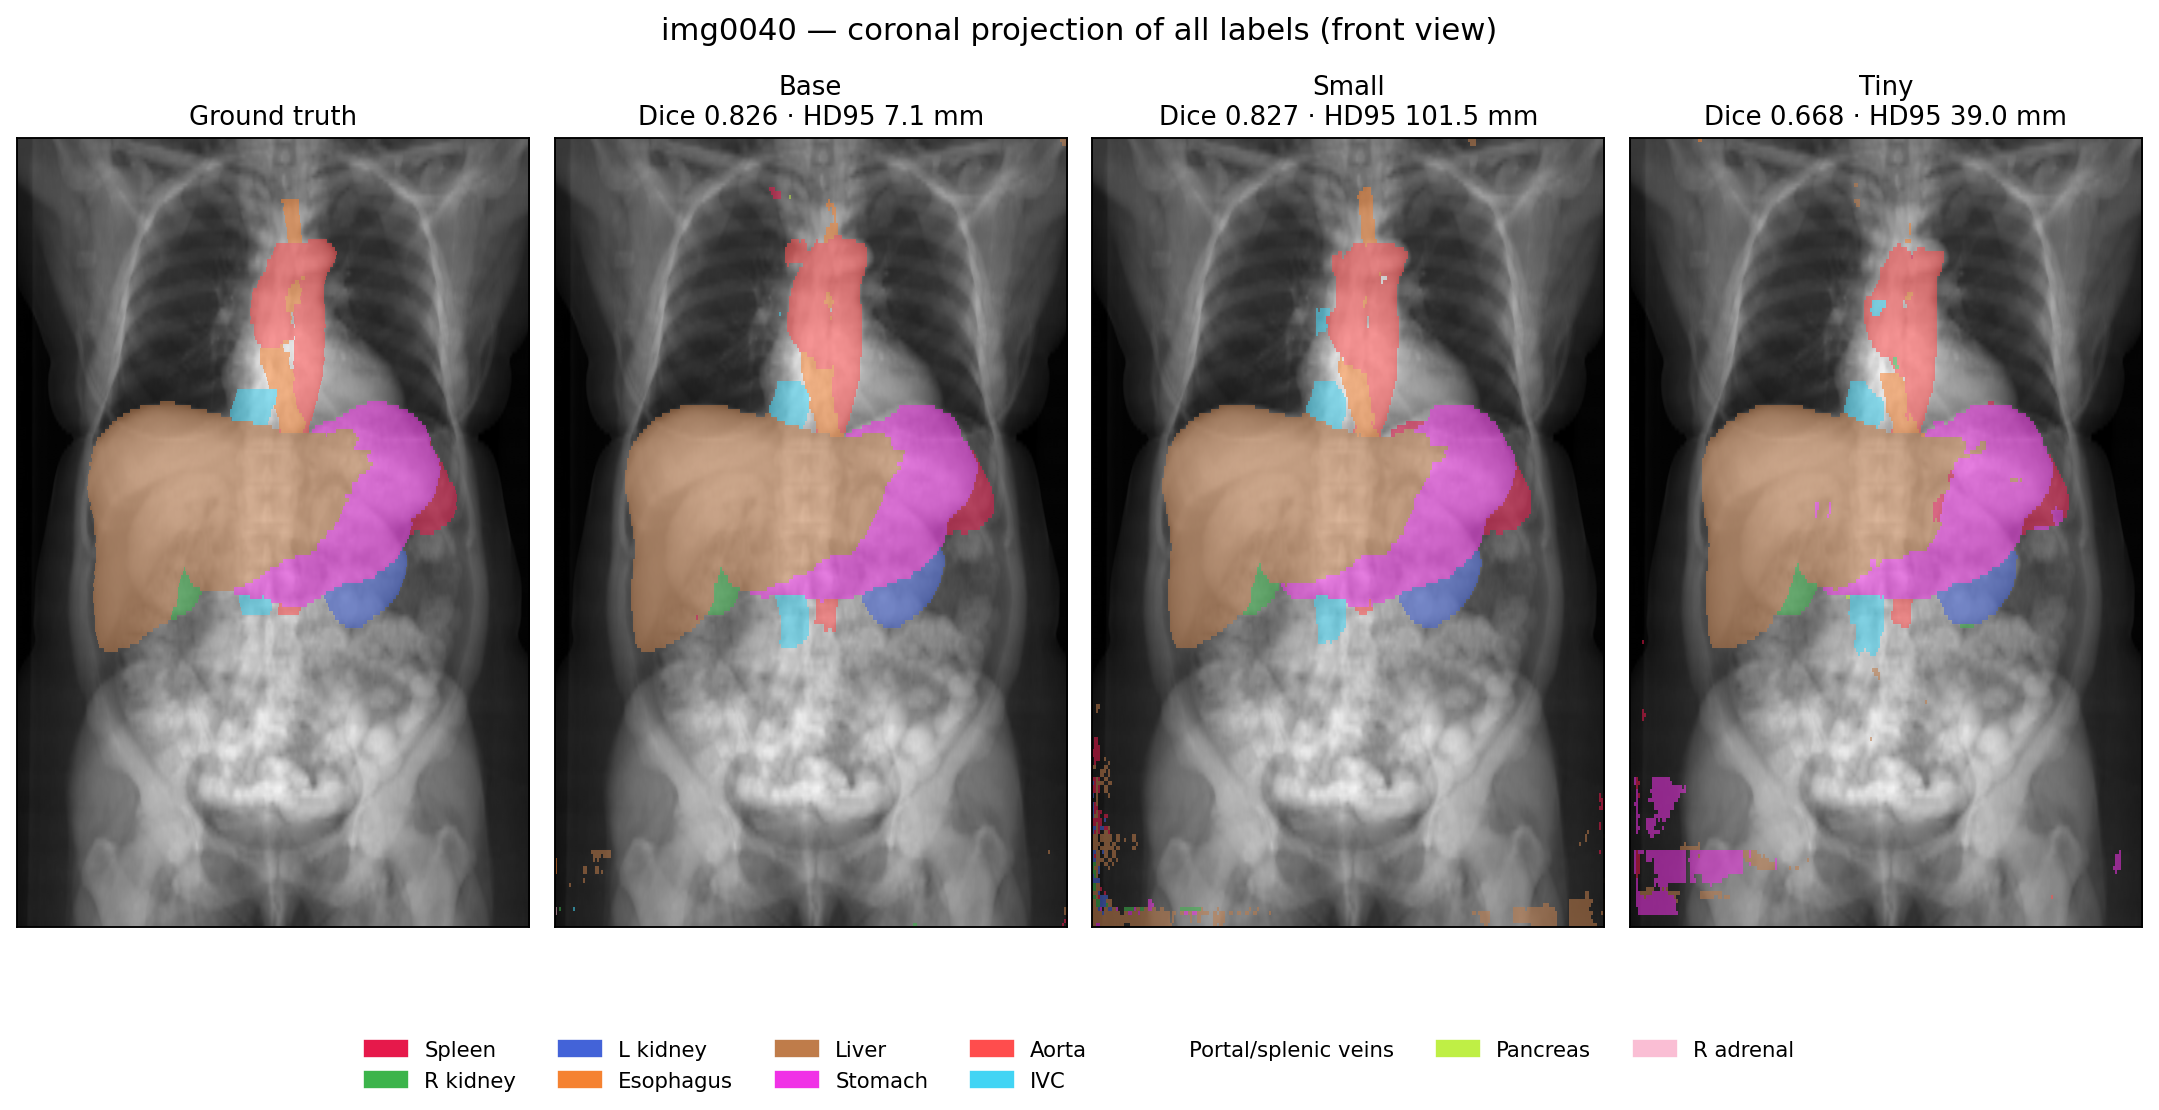 img0040 — coronal projection of all labels (front view)
Ground truth
Base
Dice 0.826 · HD95 7.1 mm
Small
Dice 0.827 · HD95 101.5 mm
Tiny
Dice 0.668 · HD95 39.0 mm
Spleen L kidney Liver Aorta Portal/splenic veins Pancreas R adrenal
R kidney Esophagus Stomach IVC